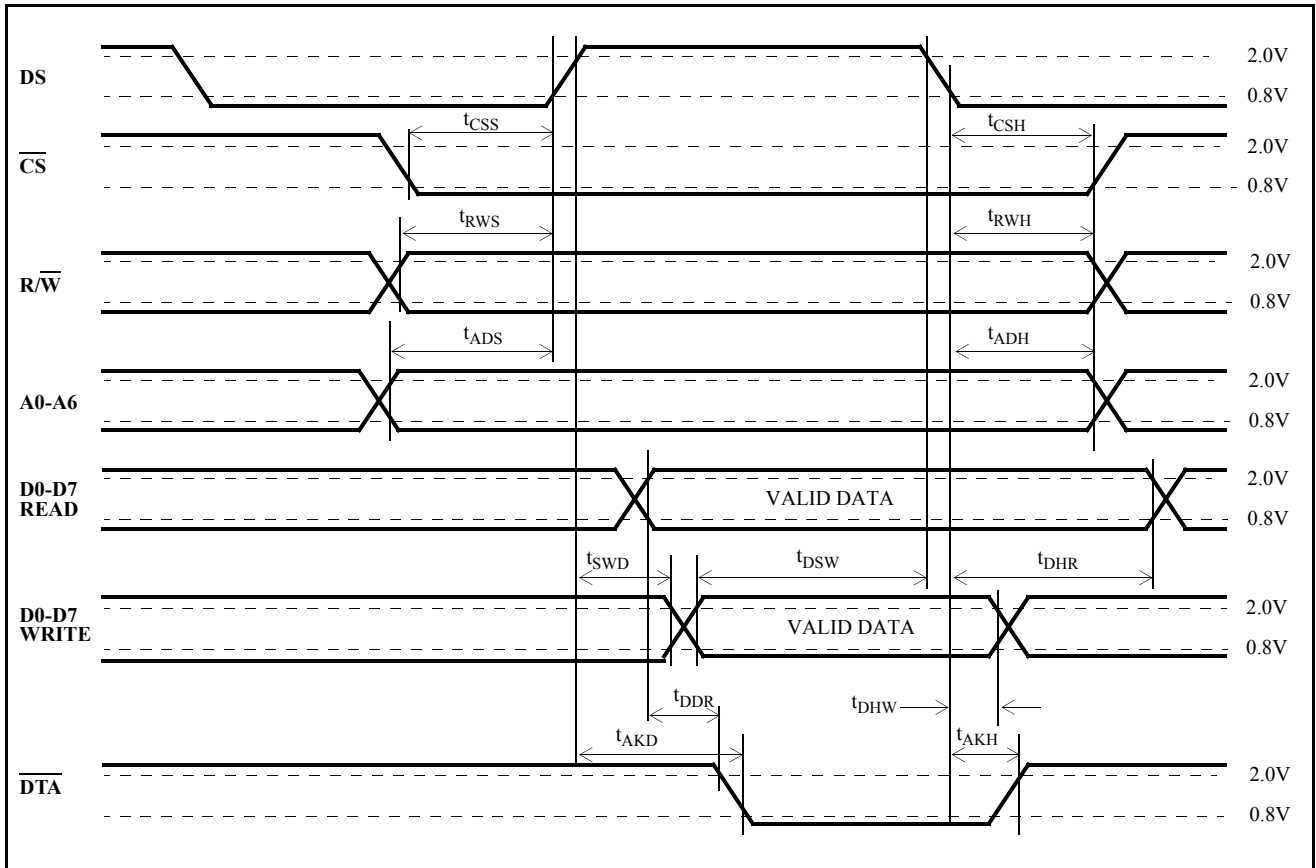 DS
2.0V
0.8V
tCSS
tCSH
CS
2.0V
0.8V
tRWS
tRWH
R/W
2.0V
0.8V
tADS
tADH
A0-A6
2.0V
0.8V
D0-D7
READ
VALID DATA
2.0V
0.8V
tSWD
tDSW
tDHR
D0-D7
WRITE
VALID DATA
2.0V
0.8V
tDDR
tDHW
tAKD
tAKH
DTA
2.0V
0.8V